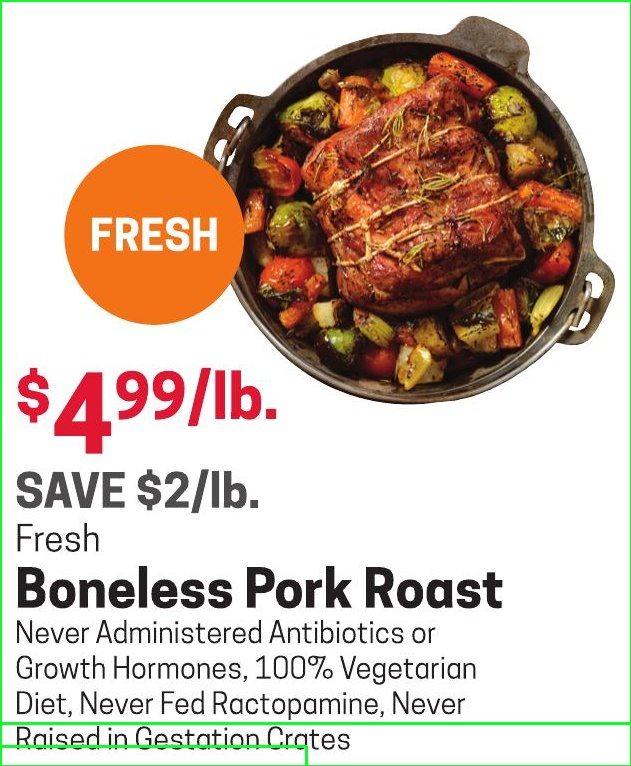 FRESH
$4.99/lb.
SAVE $2/lb.
Fresh
Boneless Pork Roast
Never Administered Antibiotics or
Growth Hormones, 100% Vegetarian
Diet, Never Fed Ractopamine, Never
Raised in Gestation Crates